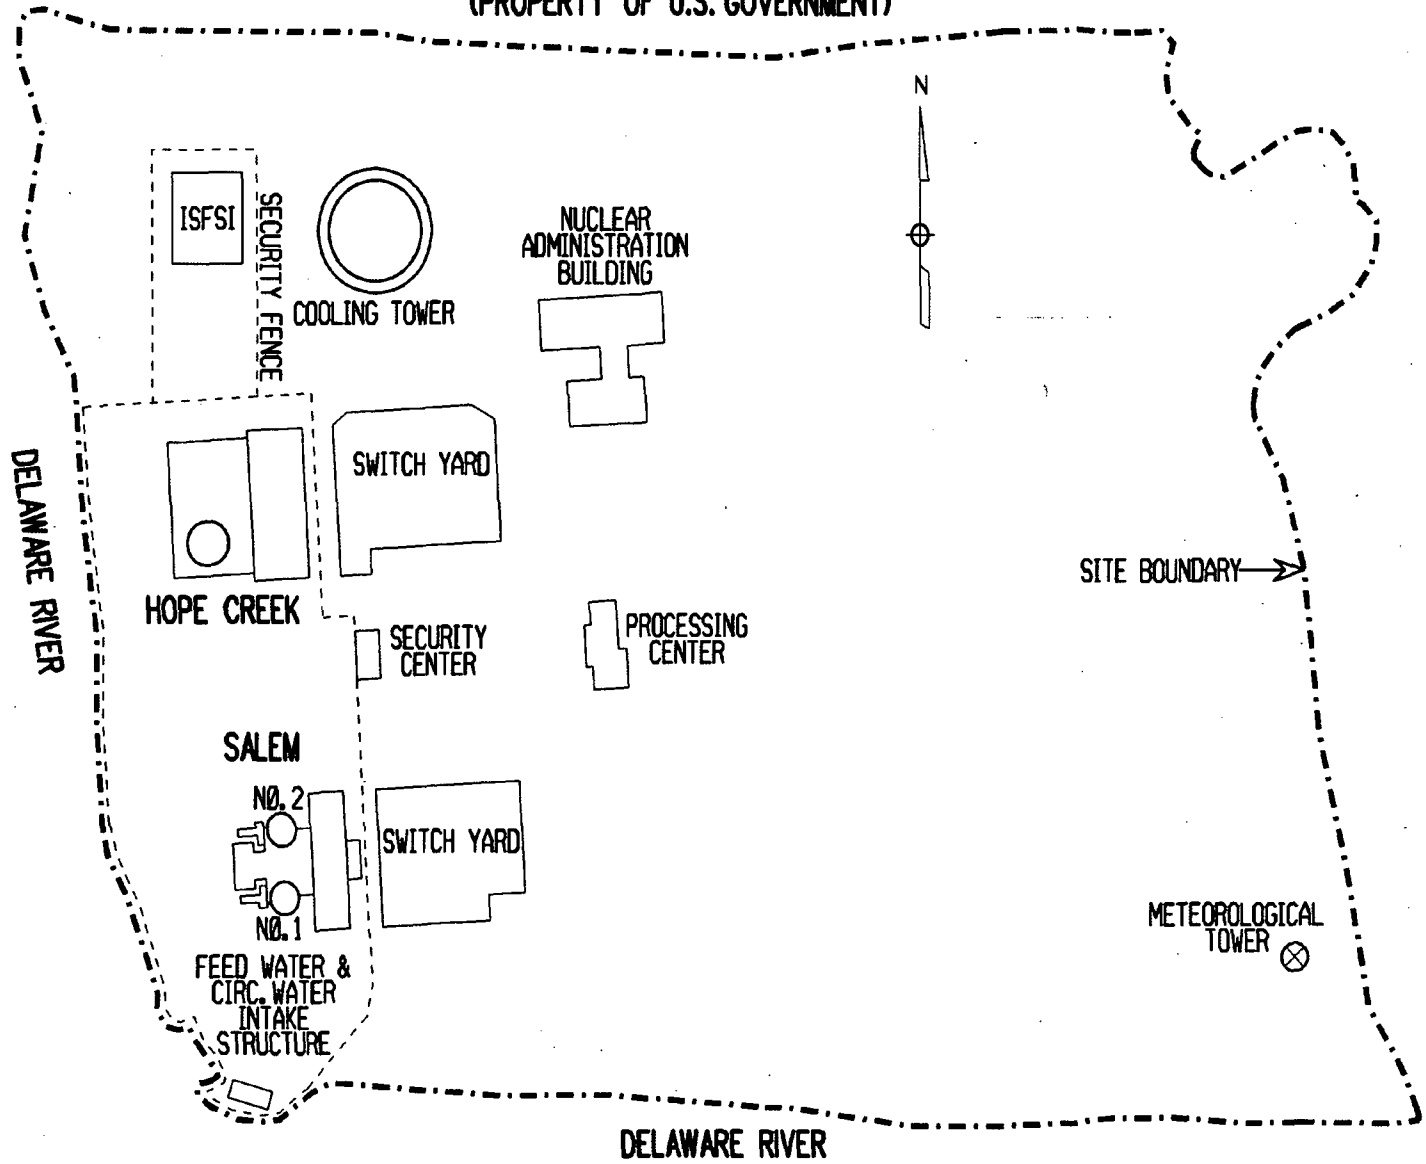 (PROPERTY OF U.S. GOVERNMENT)
N
ISFSI
SECURITY FENCE
COOLING TOWER
NUCLEAR
ADMINISTRATION
BUILDING
SWITCH YARD
DELAWARE RIVER
SITE BOUNDARY
HOPE CREEK
SECURITY
CENTER
PROCESSING
CENTER
SALEM
NØ.2
SWITCH YARD
NØ.1
METEOROLOGICAL
TOWER
FEED WATER &
CIRC. WATER
INTAKE
STRUCTURE
DELAWARE RIVER